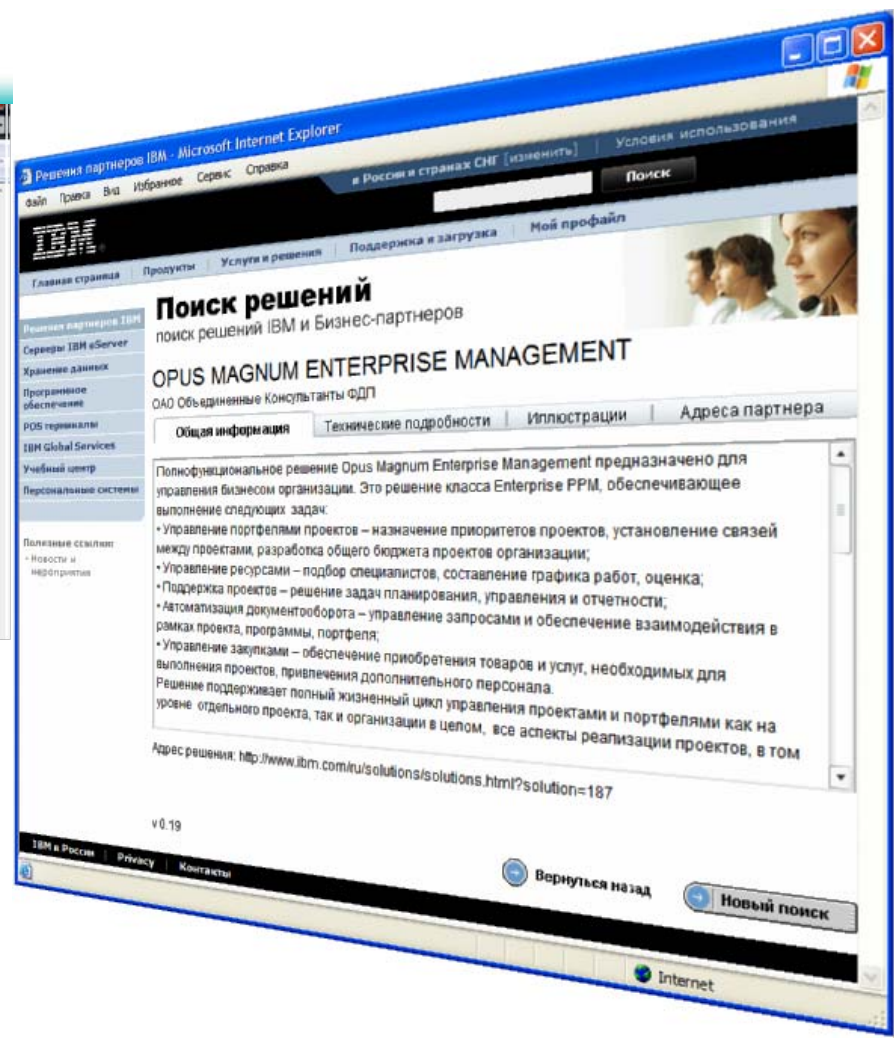 Решения партнеров IBM - Microsoft Internet Explorer
Файл Правка Вид Избранное Сервис Справка
в России и странах СНГ [изменить] | Условия использования
Поиск
IBM®
Главная страница | Продукты | Услуги и решения | Поддержка и загрузка | Мой профайл
Решения партнеров IBM
Серверы IBM eServer
Хранение данных
Программное
обеспечение
POS терминалы
IBM Global Services
Учебный центр
Персональные системы
Полезные ссылки:
• Новости и
мероприятия
Поиск решений
поиск решений IBM и Бизнес-партнеров
OPUS MAGNUM ENTERPRISE MANAGEMENT
ОАО Объединенные Консультанты ФДП
Общая информация | Технические подробности | Иллюстрации | Адреса партнера
Полнофункциональное решение Opus Magnum Enterprise Management предназначено для
управления бизнесом организации. Это решение класса Enterprise PPM, обеспечивающее
выполнение следующих задач:
• Управление портфелями проектов – назначение приоритетов проектов, установление связей
между проектами, разработка общего бюджета проектов организации;
• Управление ресурсами – подбор специалистов, составление графика работ, оценка;
• Поддержка проектов – решение задач планирования, управления и отчетности;
• Автоматизация документооборота – управление запросами и обеспечение взаимодействия в
рамках проекта, программы, портфеля;
• Управление закупками – обеспечение приобретения товаров и услуг, необходимых для
выполнения проектов, привлечения дополнительного персонала.
Решение поддерживает полный жизненный цикл управления проектами и портфелями как на
уровне отдельного проекта, так и организации в целом, все аспекты реализации проектов, в том
Адрес решения: http://www.ibm.com/ru/solutions/solutions.html?solution=187
v 0.19
Вернуться назад
Новый поиск
IBM в России | Privacy | Контакты
Internet